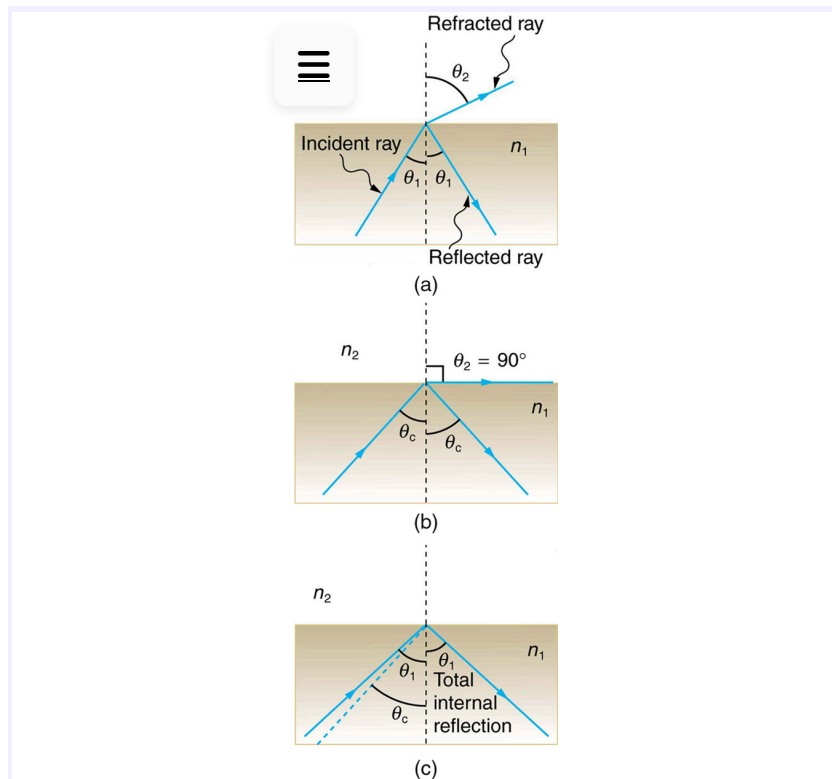 Refracted ray
θ2
Incident ray
n1
θ1
θ1
Reflected ray
(a)
n2
θ2 = 90°
n1
θc
θc
(b)
n2
n1
θ1
θ1
Total
internal
reflection
θc
(c)